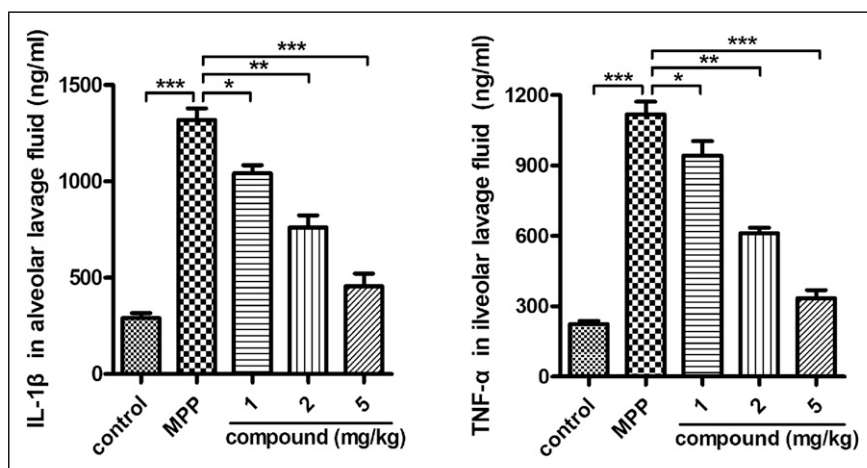 IL-1β in alveolar lavage fluid (ng/ml)
1500
1000
500
0
***
**
***
*
control
MPP
1
2
5
compound (mg/kg)
TNF-α in ilveolar lavage fluid (ng/ml)
1200
900
600
300
0
***
**
***
*
control
MPP
1
2
5
compound (mg/kg)